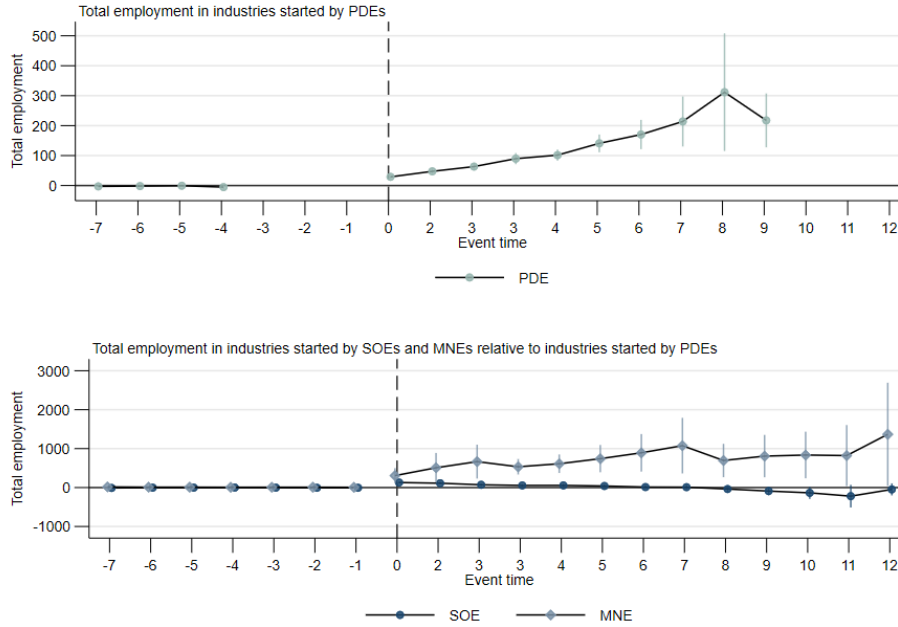 Total employment in industries started by PDEs
Total employment
500
400
300
200
100
0
-7 -6 -5 -4 -3 -2 -1 0 2 3 3 4 5 6 7 8 9 10 11 12
Event time
PDE
Total employment in industries started by SOEs and MNEs relative to industries started by PDEs
Total employment
3000
2000
1000
0
-1000
-7 -6 -5 -4 -3 -2 -1 0 2 3 3 4 5 6 7 8 9 10 11 12
Event time
SOE MNE